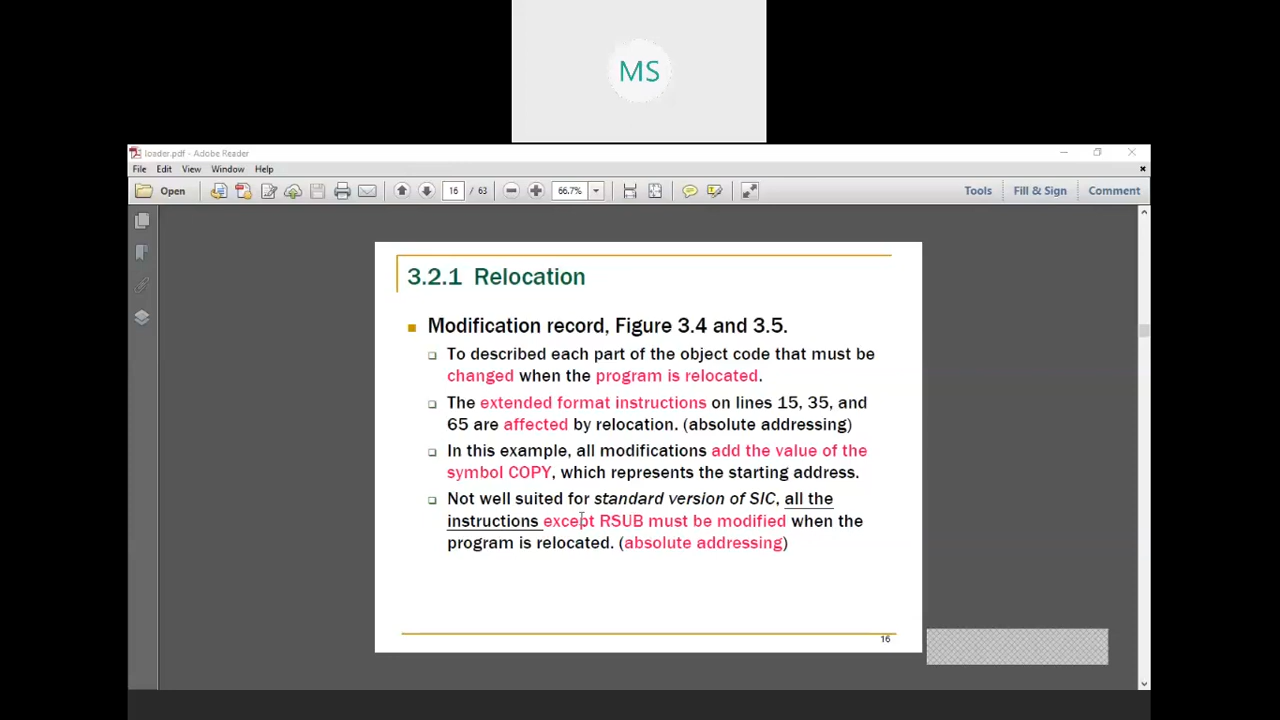 MS
loader.pdf - Adobe Reader
File Edit View Window Help
Open 16 / 63 66.7% Tools Fill & Sign Comment
3.2.1 Relocation
Modification record, Figure 3.4 and 3.5.
To described each part of the object code that must be
changed when the program is relocated.
The extended format instructions on lines 15, 35, and
65 are affected by relocation. (absolute addressing)
In this example, all modifications add the value of the
symbol COPY, which represents the starting address.
Not well suited for standard version of SIC, all the
instructions except RSUB must be modified when the
program is relocated. (absolute addressing)
16